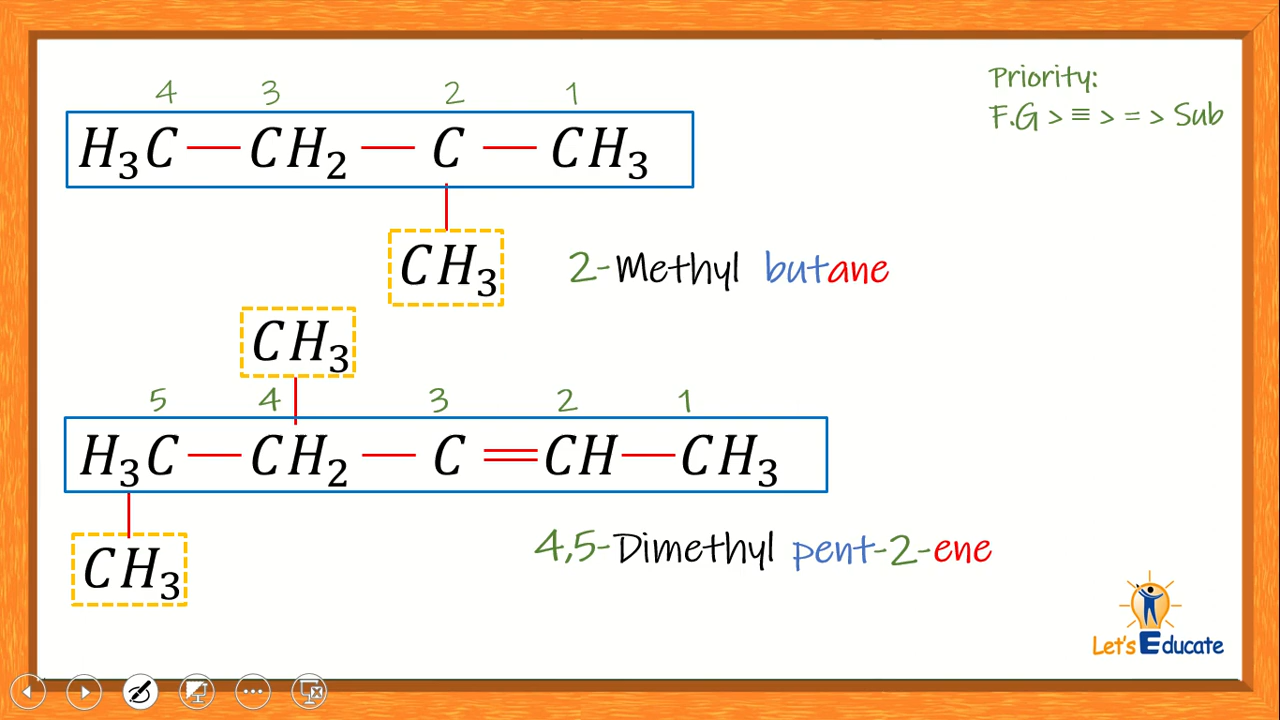 Priority:
F.G > ≡ > = > Sub
4 3 2 1
H₃C — CH₂ — C — CH₃
CH₃
2-Methyl butane
CH₃
5 4 3 2 1
H₃C — CH₂ — C = CH — CH₃
4,5-Dimethyl pent-2-ene
CH₃
Let's Educate